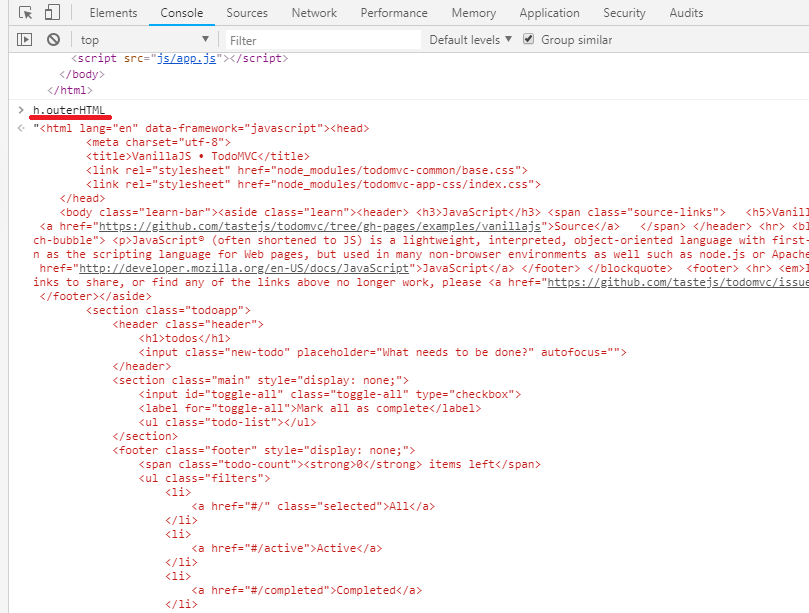 Elements Console Sources Network Performance Memory Application Security Audits
top Filter Default levels Group similar
<script src="js/app.js"></script>
</body>
</html>
> h.outerHTML
"<html lang="en" data-framework="javascript"><head>
<meta charset="utf-8">
<title>VanillaJS • TodoMVC</title>
<link rel="stylesheet" href="node_modules/todomvc-common/base.css">
<link rel="stylesheet" href="node_modules/todomvc-app-css/index.css">
</head>
<body class="learn-bar"><aside class="learn"><header> <h3>JavaScript</h3> <span class="source-links"> <h5>Vanill
<a href="https://github.com/tastejs/todomvc/tree/gh-pages/examples/vanillajs">Source</a> </span> </header> <hr> <bl
ch-bubble"> <p>JavaScript® (often shortened to JS) is a lightweight, interpreted, object-oriented language with first-
n as the scripting language for Web pages, but used in many non-browser environments as well such as node.js or Apache
href="http://developer.mozilla.org/en-US/docs/JavaScript">JavaScript</a> </footer> </blockquote> <footer> <hr> <em>I
inks to share, or find any of the links above no longer work, please <a href="https://github.com/tastejs/todomvc/issue
</footer></aside>
<section class="todoapp">
<header class="header">
<h1>todos</h1>
<input class="new-todo" placeholder="What needs to be done?" autofocus="">
</header>
<section class="main" style="display: none;">
<input id="toggle-all" class="toggle-all" type="checkbox">
<label for="toggle-all">Mark all as complete</label>
<ul class="todo-list"></ul>
</section>
<footer class="footer" style="display: none;">
<span class="todo-count"><strong>0</strong> items left</span>
<ul class="filters">
<li>
<a href="#/" class="selected">All</a>
</li>
<li>
<a href="#/active">Active</a>
</li>
<li>
<a href="#/completed">Completed</a>
</li>